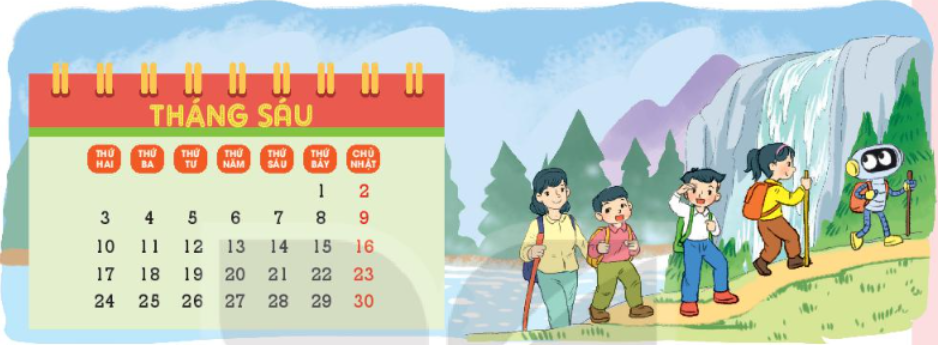 THÁNG SÁU
THỨ HAI THỨ BA THỨ TƯ THỨ NĂM THỨ SÁU THỨ BẢY CHỦ NHẬT
1 2
3 4 5 6 7 8 9
10 11 12 13 14 15 16
17 18 19 20 21 22 23
24 25 26 27 28 29 30